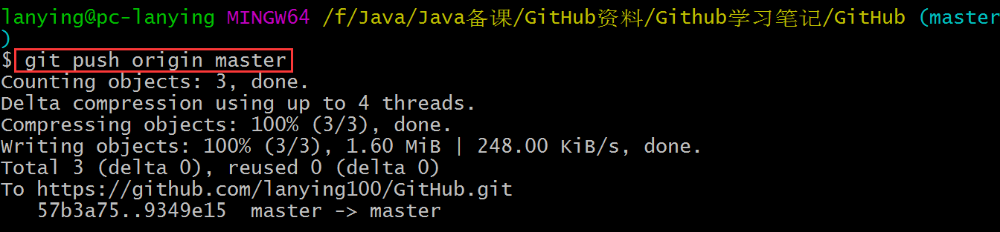 lanying@pc-lanying MINGW64 /f/Java/Java备课/GitHub资料/Github学习笔记/GitHub (master
)
$ git push origin master
Counting objects: 3, done.
Delta compression using up to 4 threads.
Compressing objects: 100% (3/3), done.
Writing objects: 100% (3/3), 1.60 MiB | 248.00 KiB/s, done.
Total 3 (delta 0), reused 0 (delta 0)
To https://github.com/lanying100/GitHub.git
   57b3a75..9349e15  master -> master